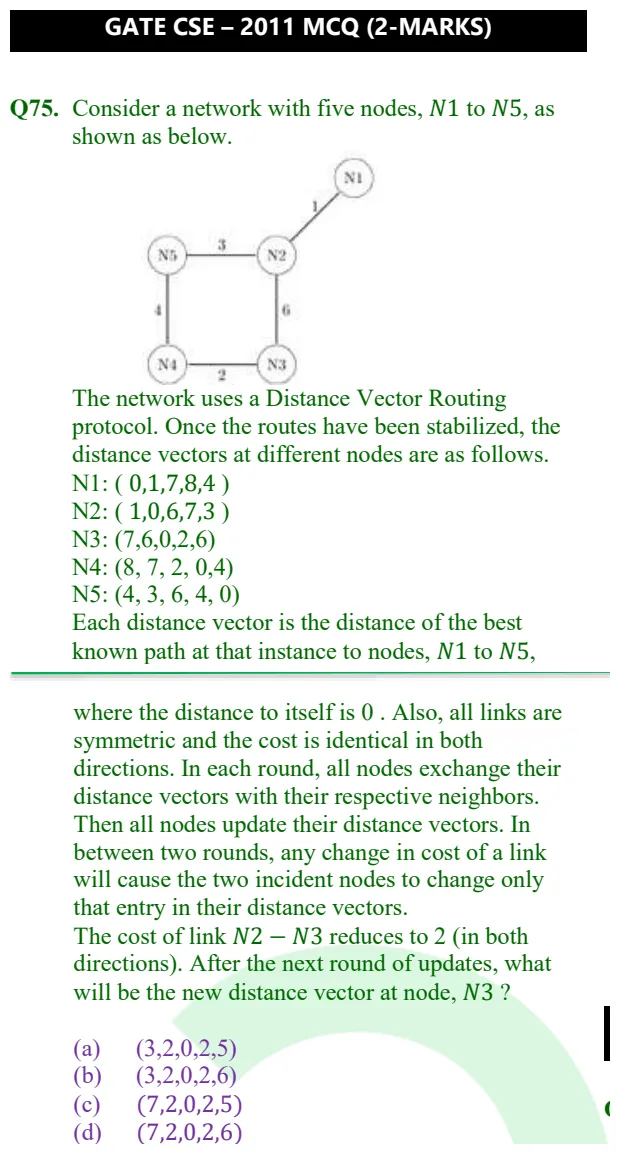 GATE CSE – 2011 MCQ (2-MARKS)
Q75. Consider a network with five nodes, N1 to N5, as
shown as below.
N1
1
N5
3
N2
4
6
N4
2
N3
The network uses a Distance Vector Routing
protocol. Once the routes have been stabilized, the
distance vectors at different nodes are as follows.
N1: ( 0,1,7,8,4 )
N2: ( 1,0,6,7,3 )
N3: (7,6,0,2,6)
N4: (8, 7, 2, 0,4)
N5: (4, 3, 6, 4, 0)
Each distance vector is the distance of the best
known path at that instance to nodes, N1 to N5,
where the distance to itself is 0 . Also, all links are
symmetric and the cost is identical in both
directions. In each round, all nodes exchange their
distance vectors with their respective neighbors.
Then all nodes update their distance vectors. In
between two rounds, any change in cost of a link
will cause the two incident nodes to change only
that entry in their distance vectors.
The cost of link N2 – N3 reduces to 2 (in both
directions). After the next round of updates, what
will be the new distance vector at node, N3 ?
(a) (3,2,0,2,5)
(b) (3,2,0,2,6)
(c) (7,2,0,2,5)
(d) (7,2,0,2,6)